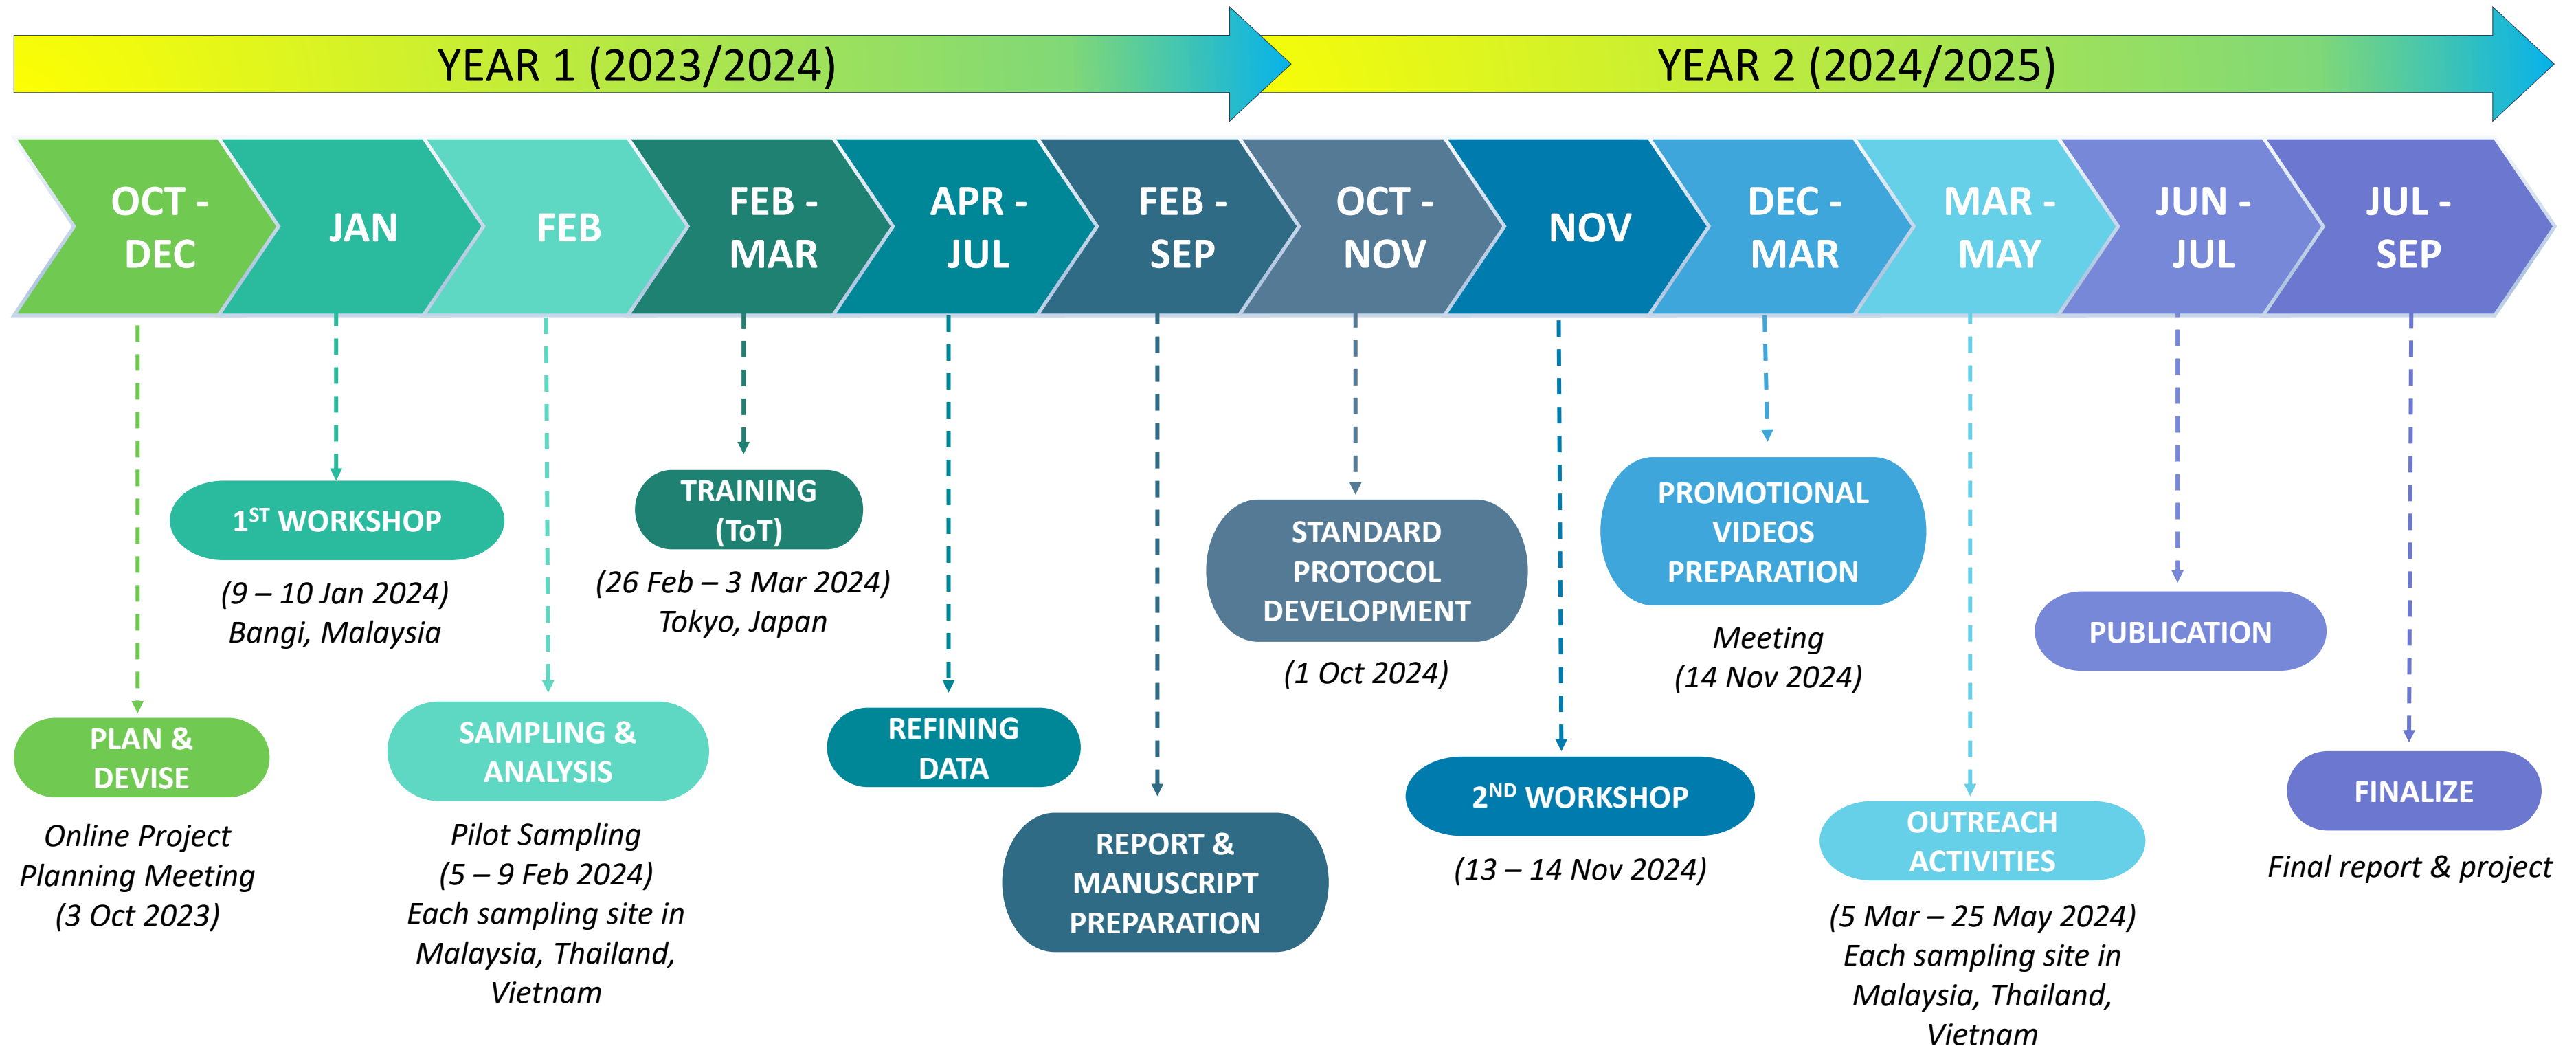 YEAR 1 (2023/2024)
YEAR 2 (2024/2025)
OCT -
DEC
JAN
FEB
FEB -
MAR
APR -
JUL
FEB -
SEP
OCT -
NOV
NOV
DEC -
MAR
MAR -
MAY
JUN -
JUL
JUL -
SEP
PLAN &
DEVISE
Online Project
Planning Meeting
(3 Oct 2023)
1ST WORKSHOP
(9 – 10 Jan 2024)
Bangi, Malaysia
SAMPLING &
ANALYSIS
Pilot Sampling
(5 – 9 Feb 2024)
Each sampling site in
Malaysia, Thailand,
Vietnam
TRAINING
(ToT)
(26 Feb – 3 Mar 2024)
Tokyo, Japan
REFINING
DATA
REPORT &
MANUSCRIPT
PREPARATION
STANDARD
PROTOCOL
DEVELOPMENT
(1 Oct 2024)
2ND WORKSHOP
(13 – 14 Nov 2024)
PROMOTIONAL
VIDEOS
PREPARATION
Meeting
(14 Nov 2024)
OUTREACH
ACTIVITIES
(5 Mar – 25 May 2024)
Each sampling site in
Malaysia, Thailand,
Vietnam
PUBLICATION
FINALIZE
Final report & project